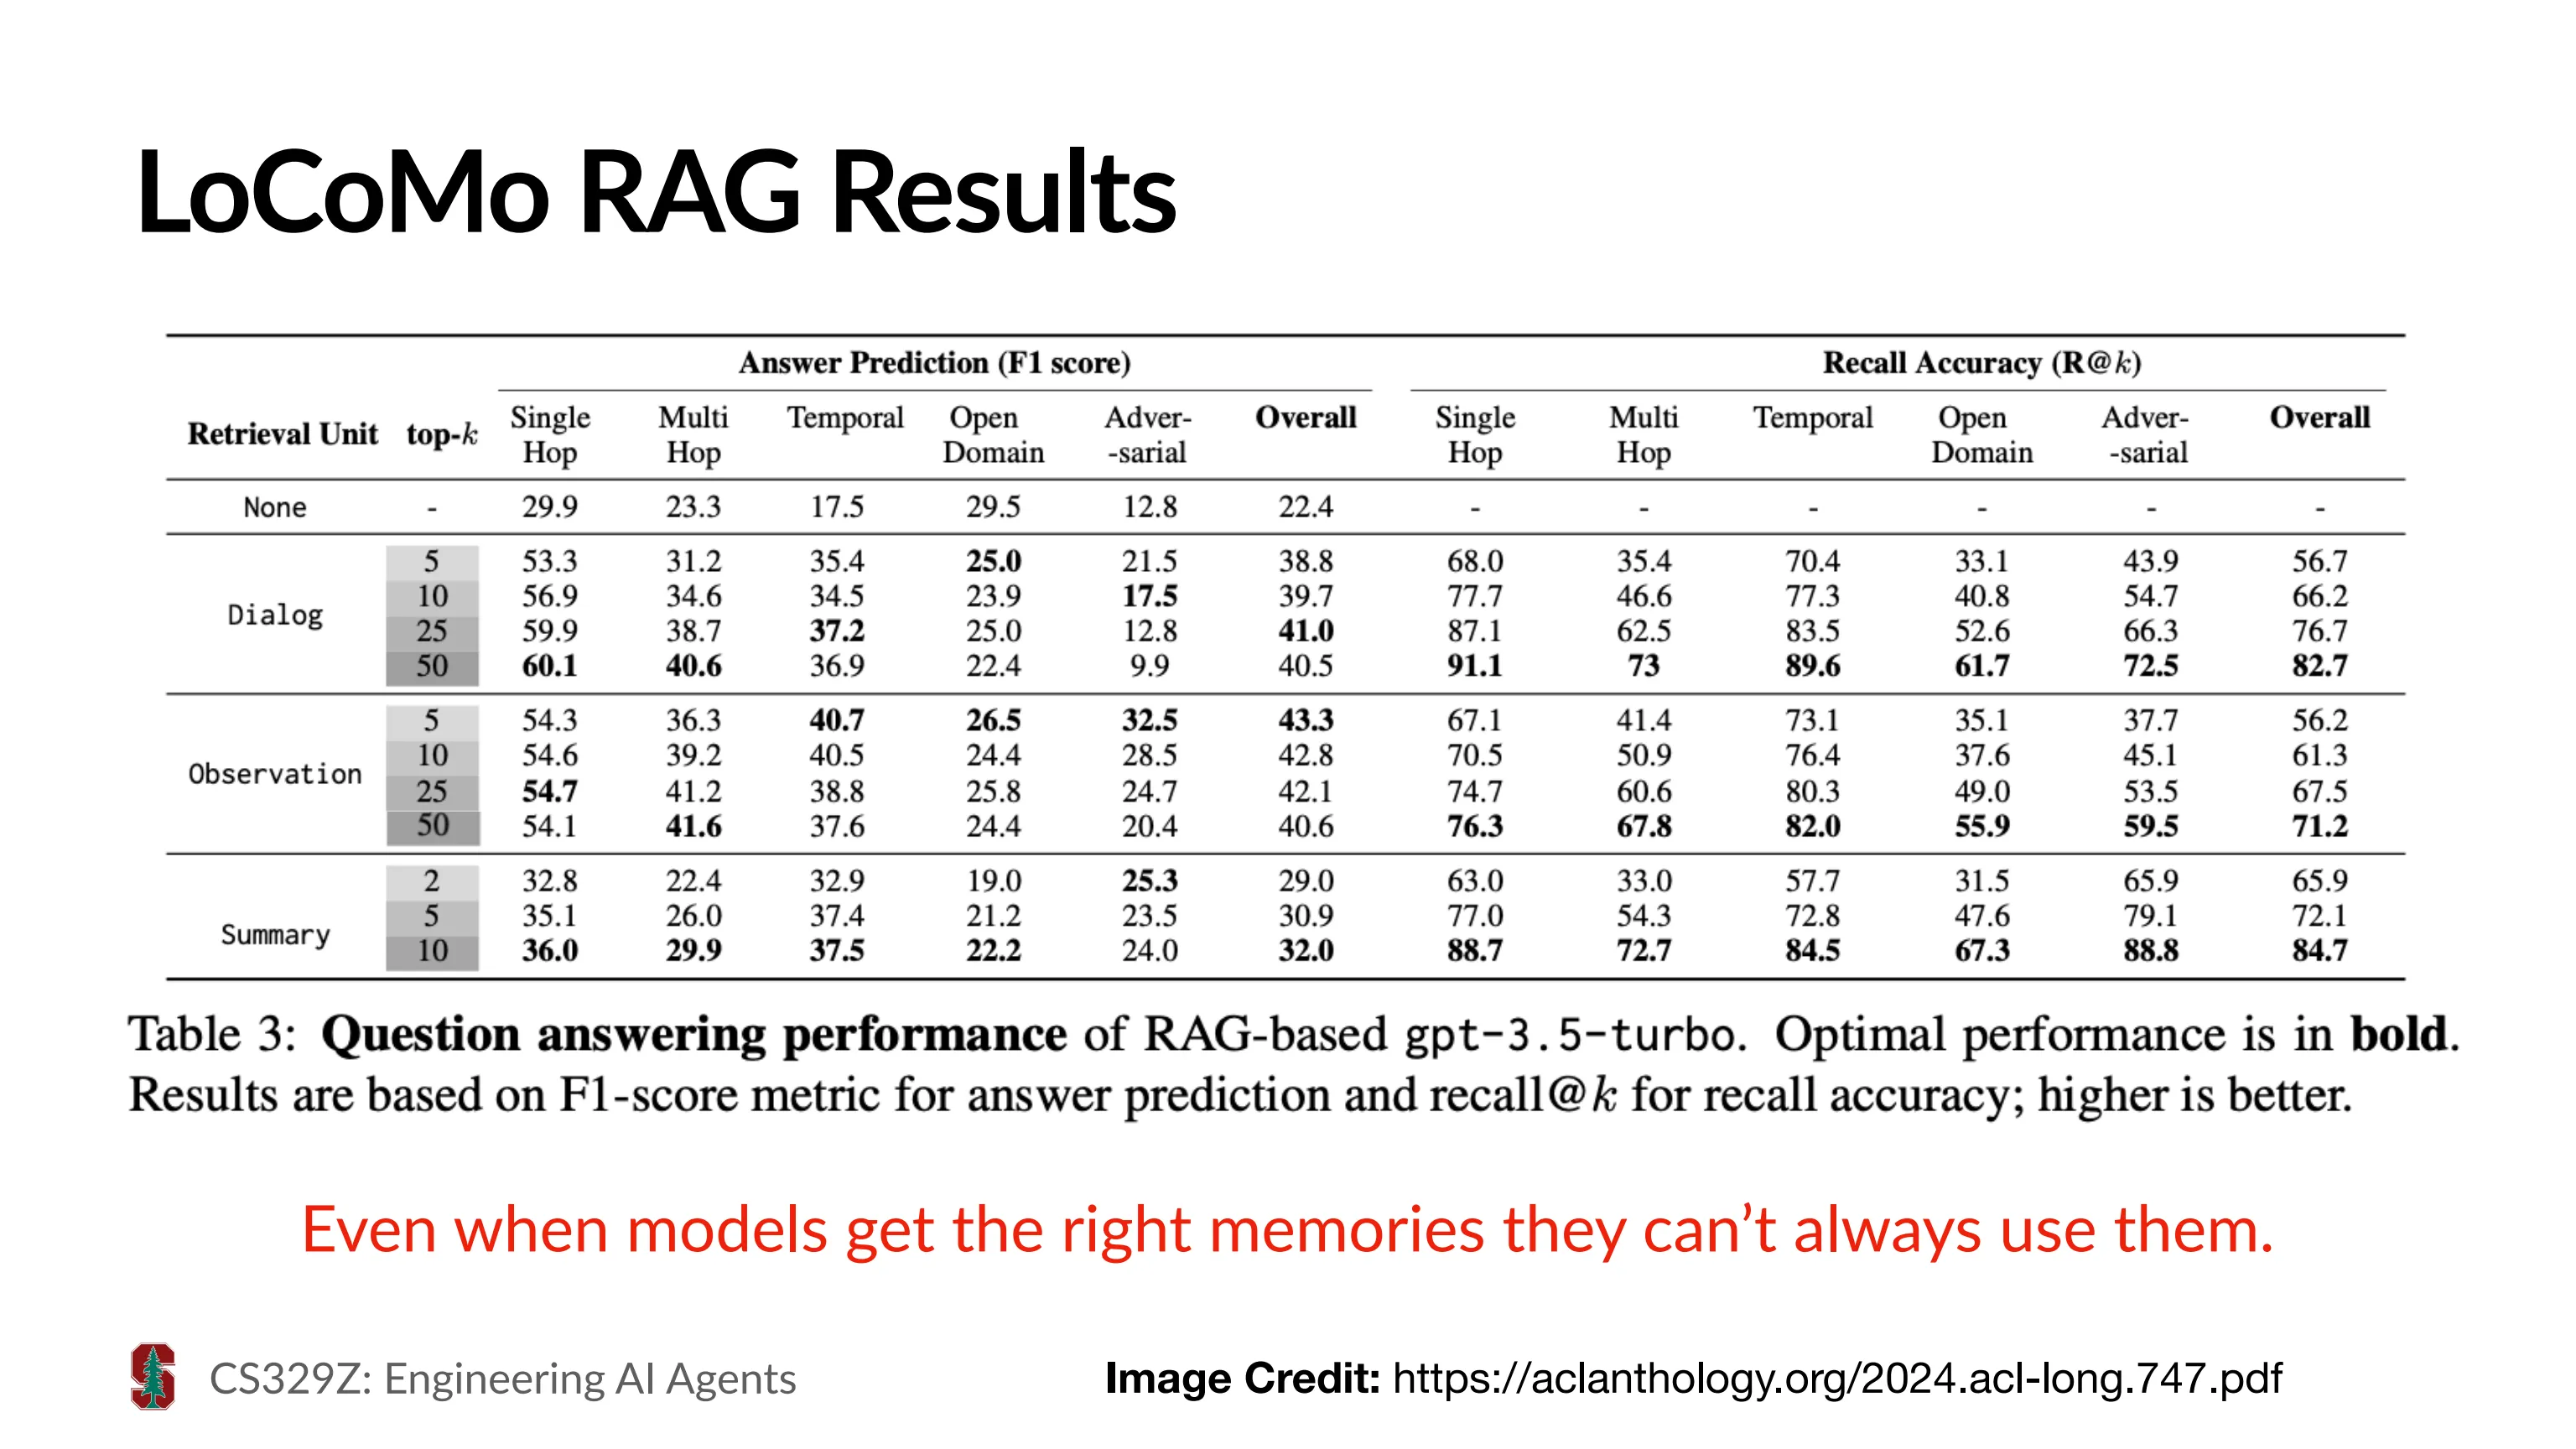 LoCoMo RAG Results
Answer Prediction (F1 score) Recall Accuracy (R@k)
Retrieval Unit top-k Single Hop Multi Hop Temporal Open Domain Adver- -sarial Overall Single Hop Multi Hop Temporal Open Domain Adver- -sarial Overall
None - 29.9 23.3 17.5 29.5 12.8 22.4 - - - - - -
Dialog
5 53.3 31.2 35.4 25.0 21.5 38.8 68.0 35.4 70.4 33.1 43.9 56.7
10 56.9 34.6 34.5 23.9 17.5 39.7 77.7 46.6 77.3 40.8 54.7 66.2
25 59.9 38.7 37.2 25.0 12.8 41.0 87.1 62.5 83.5 52.6 66.3 76.7
50 60.1 40.6 36.9 22.4 9.9 40.5 91.1 73 89.6 61.7 72.5 82.7
Observation
5 54.3 36.3 40.7 26.5 32.5 43.3 67.1 41.4 73.1 35.1 37.7 56.2
10 54.6 39.2 40.5 24.4 28.5 42.8 70.5 50.9 76.4 37.6 45.1 61.3
25 54.7 41.2 38.8 25.8 24.7 42.1 74.7 60.6 80.3 49.0 53.5 67.5
50 54.1 41.6 37.6 24.4 20.4 40.6 76.3 67.8 82.0 55.9 59.5 71.2
Summary
2 32.8 22.4 32.9 19.0 25.3 29.0 63.0 33.0 57.7 31.5 65.9 65.9
5 35.1 26.0 37.4 21.2 23.5 30.9 77.0 54.3 72.8 47.6 79.1 72.1
10 36.0 29.9 37.5 22.2 24.0 32.0 88.7 72.7 84.5 67.3 88.8 84.7
Table 3: Question answering performance of RAG-based gpt-3.5-turbo. Optimal performance is in bold.
Results are based on F1-score metric for answer prediction and recall@k for recall accuracy; higher is better.
Even when models get the right memories they can’t always use them.
CS329Z: Engineering AI Agents
Image Credit: https://aclanthology.org/2024.acl-long.747.pdf